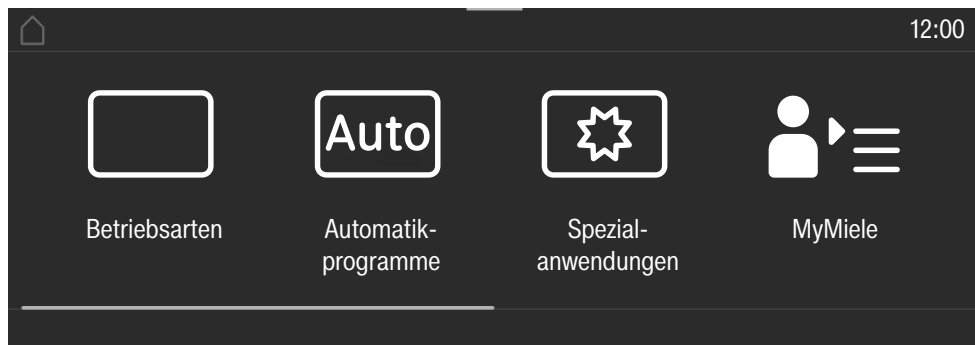 12:00
Auto
Betriebsarten
Automatik-
programme
Spezial-
anwendungen
MyMiele